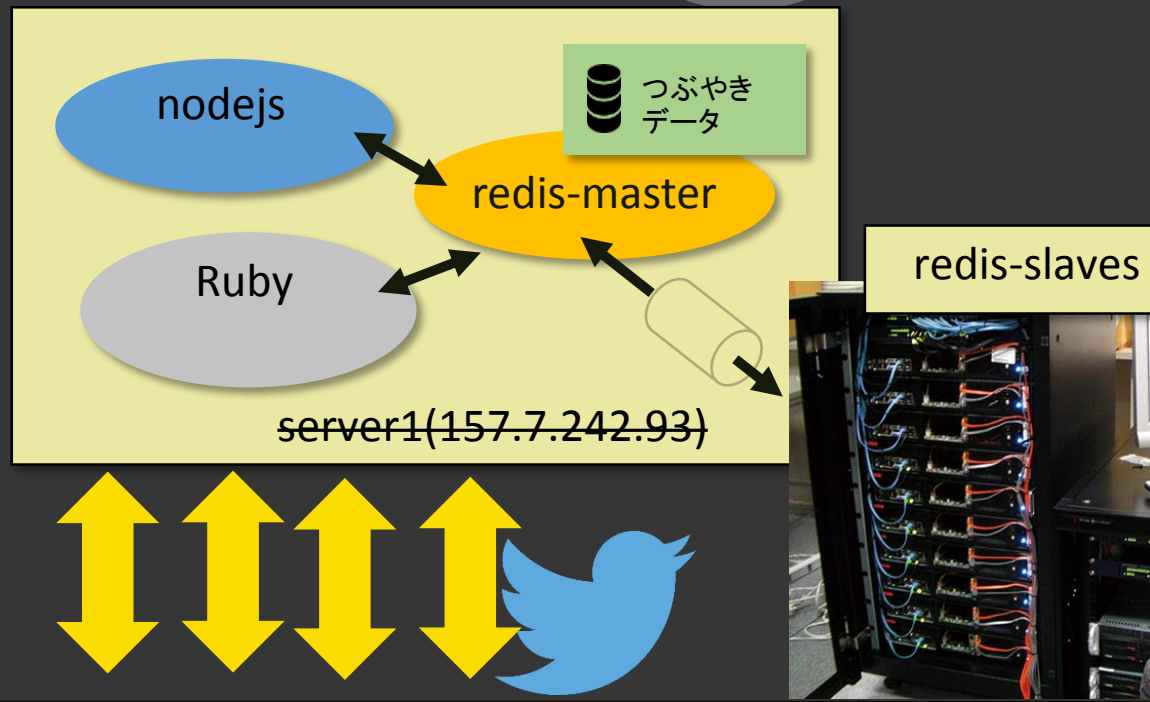 nodejs
つぶやき
データ
redis-master
Ruby
redis-slaves
server1(157.7.242.93)